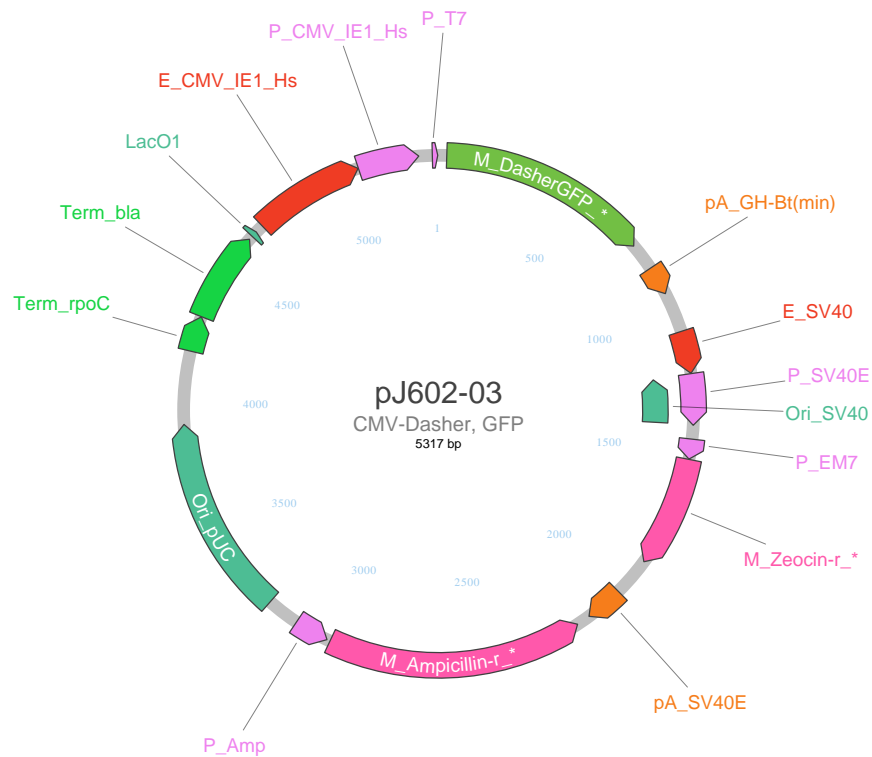 P_T7
P_CMV_IE1_Hs
E_CMV_IE1_Hs
LacO1
Term_bla
Term_rpoC
M_DasherGFP_*
pA_GH-Bt(min)
E_SV40
P_SV40E
Ori_SV40
P_EM7
M_Zeocin-r_*
pA_SV40E
M_Ampicillin-r_*
P_Amp
Ori_pUC
1
500
1000
1500
2000
2500
3000
3500
4000
4500
5000
pJ602-03
CMV-Dasher, GFP
5317 bp